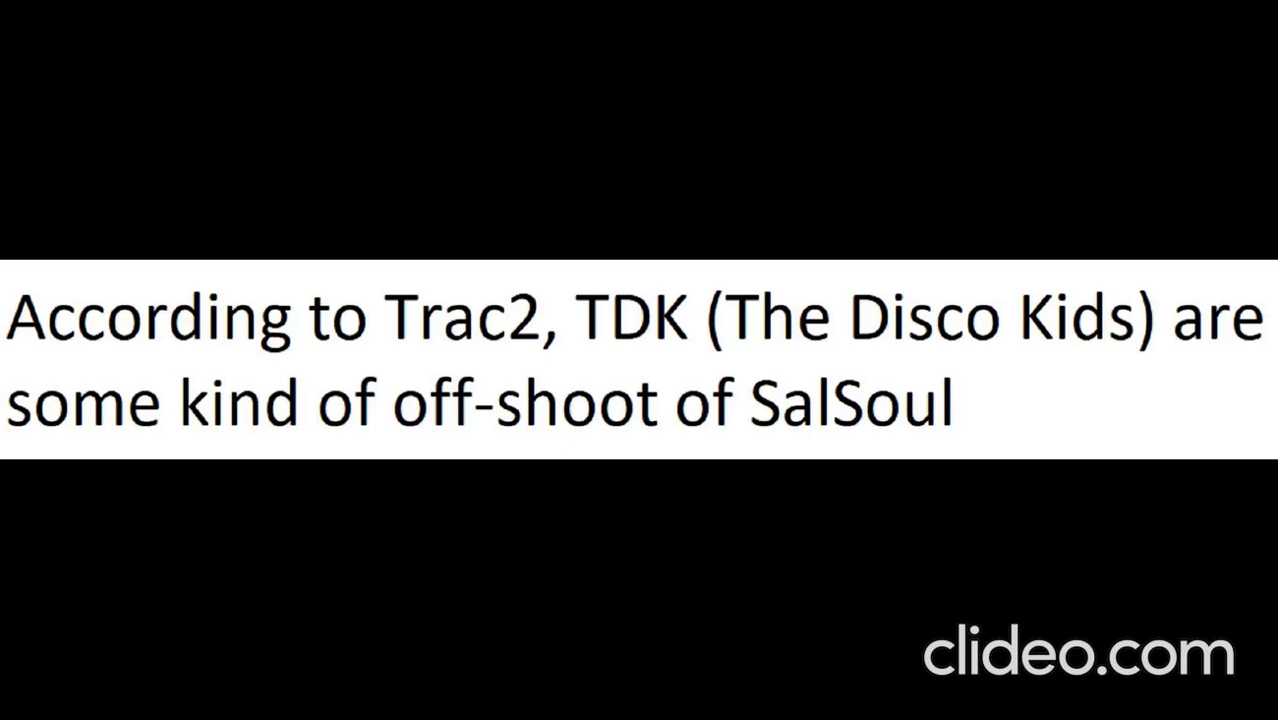 According to Trac2, TDK (The Disco Kids) are
some kind of off-shoot of SalSoul
clideo.com